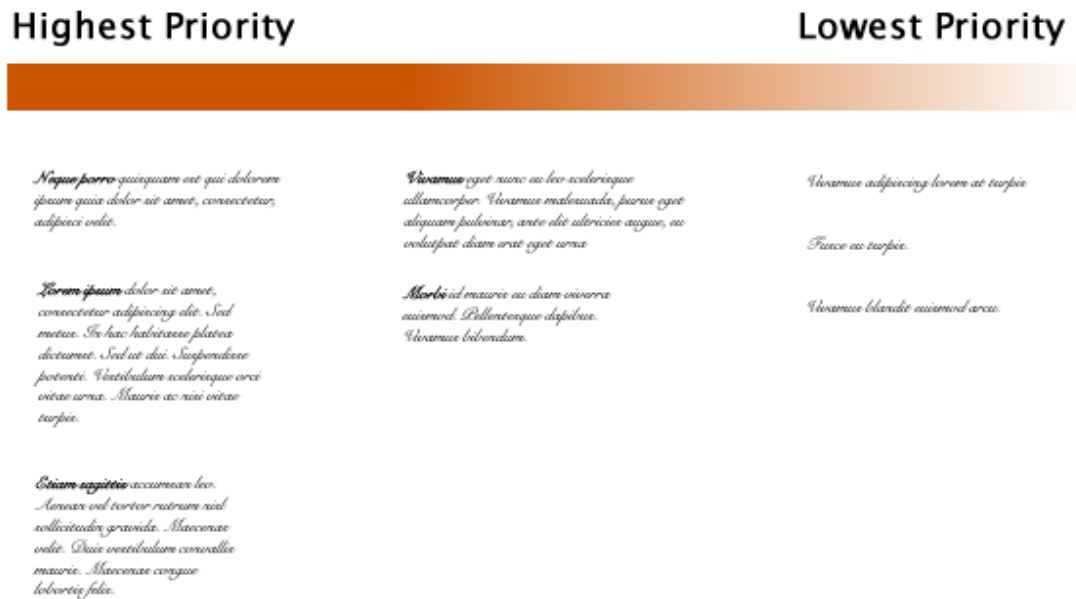 Highest Priority
Lowest Priority
Neque porro quisquam est qui dolorem
ipsum quia dolor sit amet, consectetur,
adipisci velit.
Lorem ipsum dolor sit amet,
consectetur adipiscing elit. Sed
metus. In hac habitasse platea
dictumst. Sed ut dui. Suspendisse
potenti. Vestibulum scelerisque orci
vitae urna. Mauris ac nisi vitae
turpis.
Etiam sagittis accumsan leo.
Aenean vel tortor rutrum nisl
sollicitudin gravida. Maecenas
velit. Duis vestibulum convallis
mauris. Maecenas congue
lobortis felis.
Vivamus eget nunc eu leo scelerisque
ullamcorper. Vivamus malesuada, purus eget
aliquam pulvinar, ante elit ultricies augue, eu
volutpat diam erat eget urna
Morbi id mauris eu diam viverra
euismod. Pellentesque dapibus.
Vivamus bibendum.
Vivamus adipiscing lorem at turpis
Fusce eu turpis.
Vivamus blandit euismod arcu.